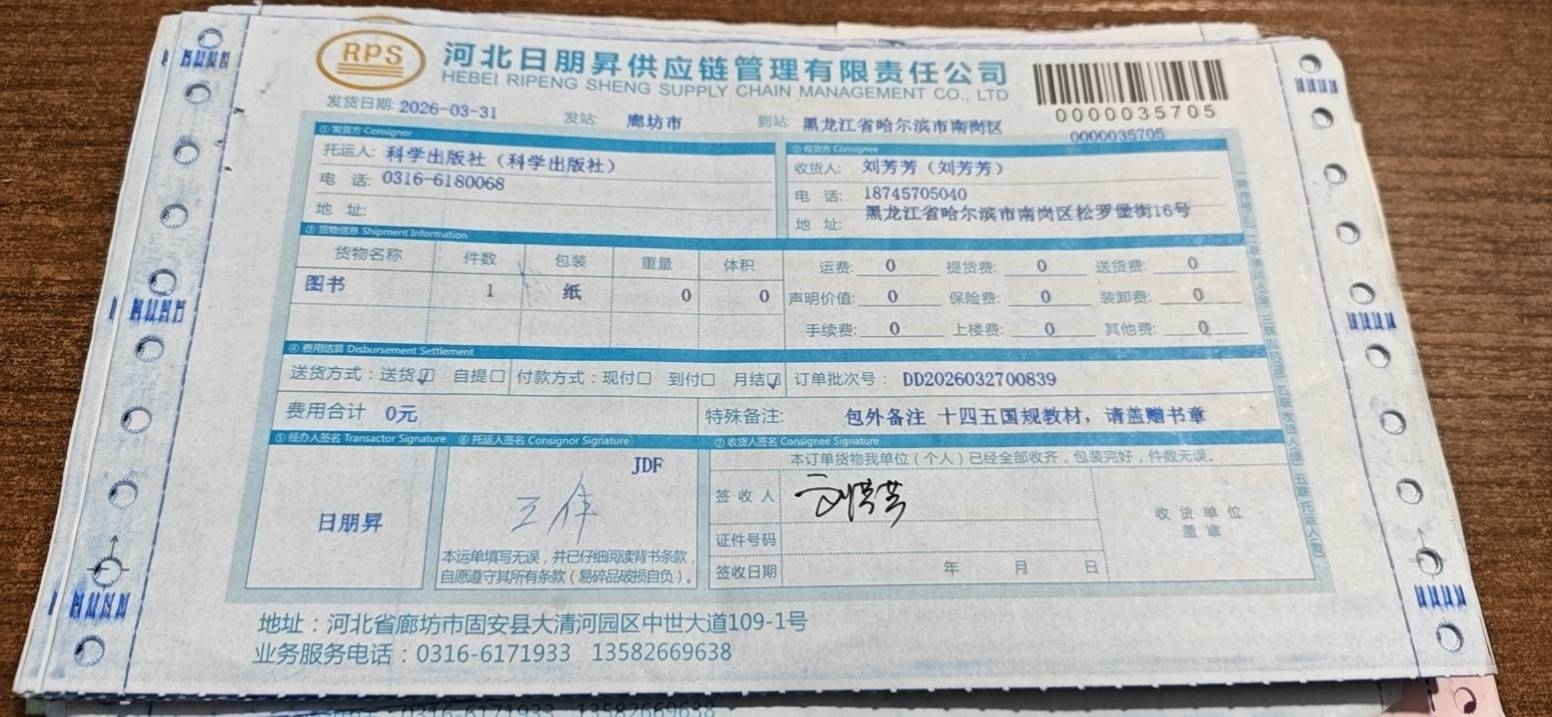 RPS
河北日朋昇供应链管理有限责任公司
HEBEI RIPENG SHENG SUPPLY CHAIN MANAGEMENT CO., LTD
0000035705
发货日期: 2026-03-31 发站: 廊坊市 到站: 黑龙江省哈尔滨市南岗区 0000035705
①发货方 Consignor
托运人: 科学出版社（科学出版社）
电 话: 0316-6180068
地 址:
②收货方 Consignee
收货人: 刘芳芳（刘芳芳）
电 话: 18745705040
地 址: 黑龙江省哈尔滨市南岗区松罗堡街16号
③货物信息 Shipment Information
货物名称 件数 包装 重量 体积
图书 1 纸 0 0
运费: 0 提货费: 0 送货费: 0
声明价值: 0 保险费: 0 装卸费: 0
手续费: 0 上楼费: 0 其他费: 0
④费用结算 Disbursement Settlement
送货方式：送货☑ 自提☐ 付款方式：现付☐ 到付☐ 月结☑ 订单批次号： DD2026032700839
费用合计 0元 特殊备注: 包外备注 十四五国规教材，请盖赠书章
⑤经办人签名 Transactor Signature ⑥托运人签名 Consignor Signature ⑦收货人签名 Consignee Signature
日朋昇
JDF
本运单填写无误，并已仔细阅读背书条款，
自愿遵守其所有条款（易碎品破损自负）。
本订单货物我单位（个人）已经全部收齐，包装完好，件数无误。
签 收 人
证件号码
签收日期 年 月 日
收 货 单 位
盖 章
地址：河北省廊坊市固安县大清河园区中世大道109-1号
业务服务电话：0316-6171933 13582669638
0316-6171933 13582669638